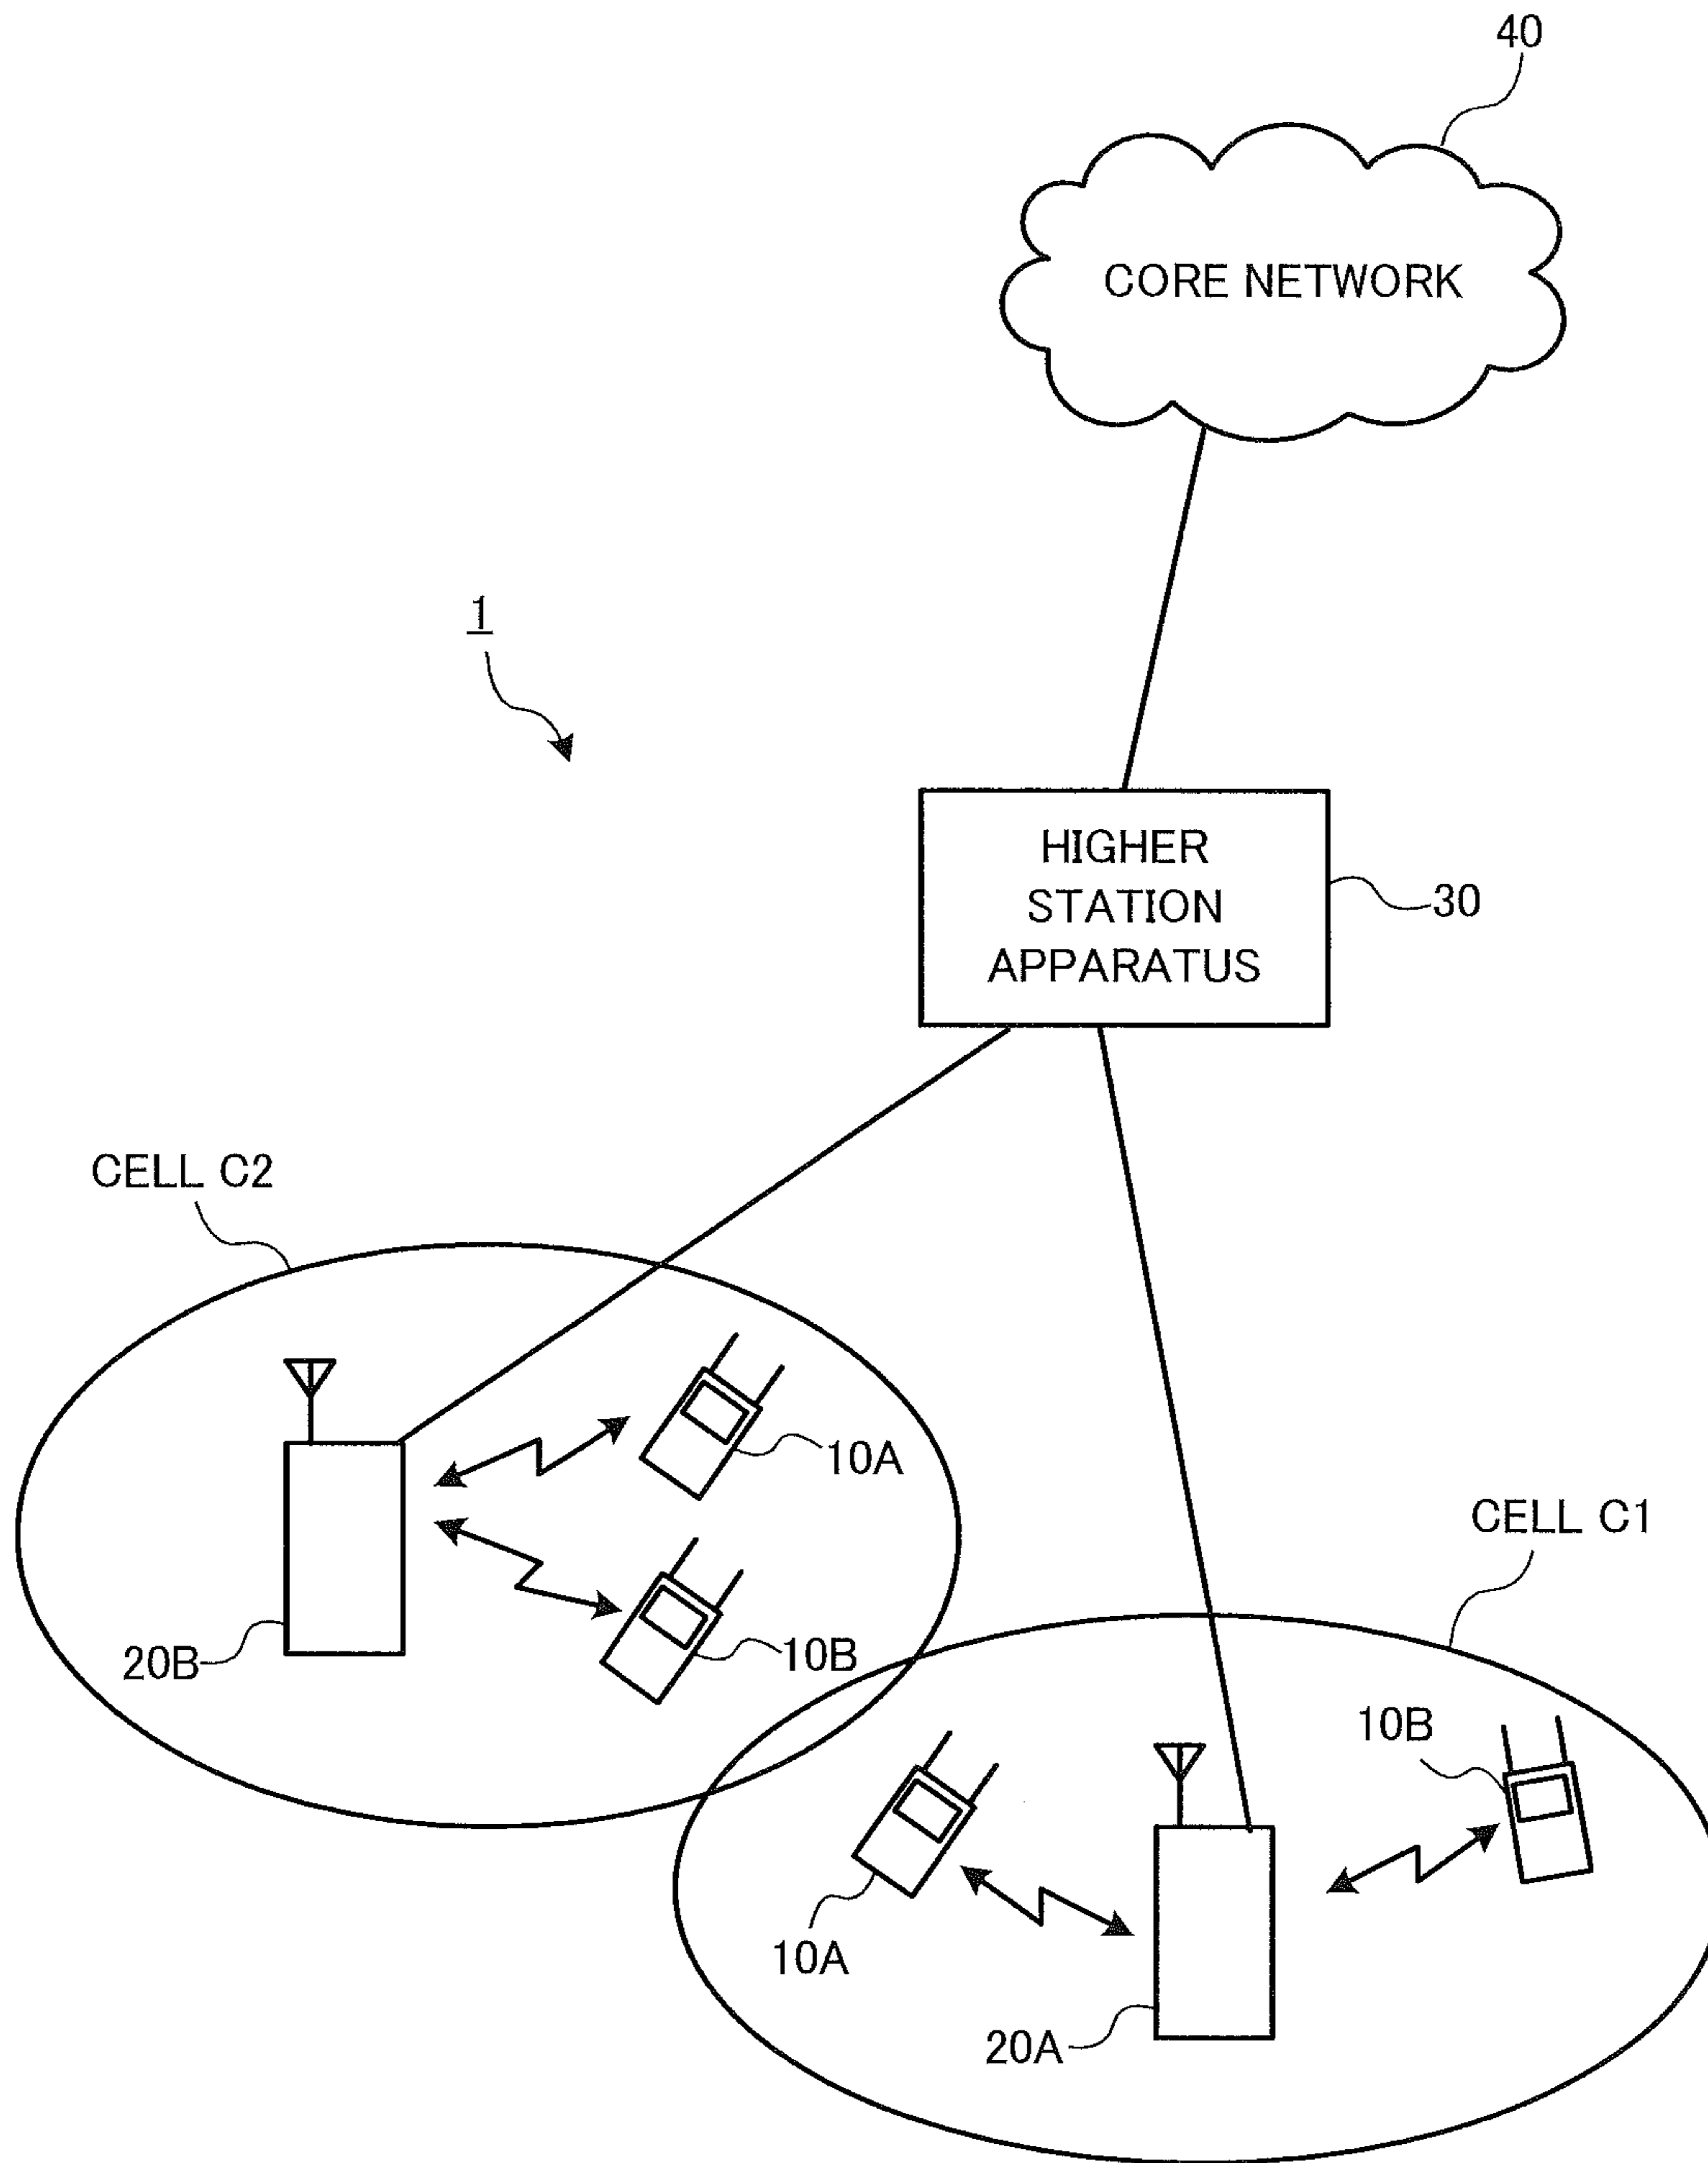 40
CORE NETWORK
1
HIGHER
STATION
APPARATUS
30
CELL C2
10A
CELL C1
20B
10B
10B
10A
20A